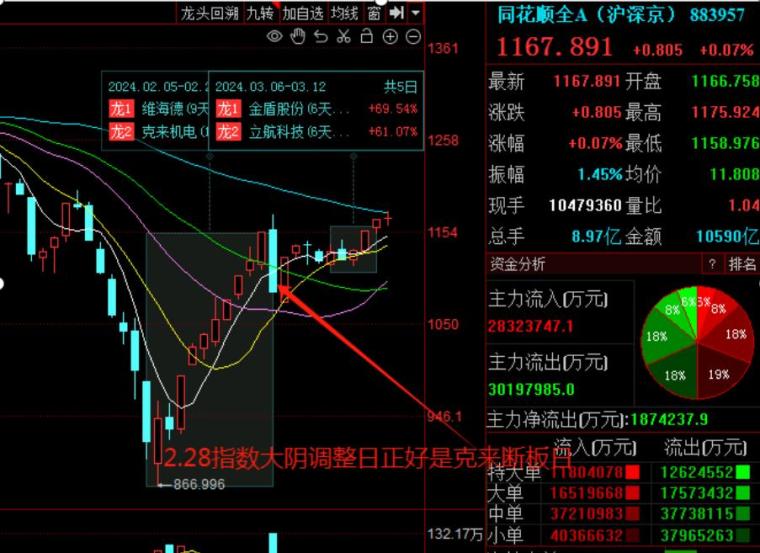 龙头回溯 九转 加自选 均线 窗
2024.02.05-02.2
维海德(9天
龙1
龙2 克来机电(1
2024.03.06-03.12 共5日
龙1 金盾股份(6天... +69.54%
龙2 立航科技(6天... +61.07%
1361
1258
1154
1050
946.1
132.17万
866.996
2.28指数大阴调整日正好是克来断板日
同花顺全A(沪深京) 883957
1167.891 +0.805 +0.07%
最新 1167.891 开盘 1166.758
涨跌 +0.805 最高 1175.924
涨幅 +0.07% 最低 1158.976
振幅 1.45% 均价 11.808
现手 10479360 量比 1.04
总手 8.97亿 金额 10590亿
资金分析 ? 排名
主力流入(万元)
28323747.1
主力流出(万元)
30197985.0
6% 8% 8% 18% 18% 18% 19%
主力净流出(万元):1874237.9
流入(万元) 流出(万元)
特大单 11804078 12624552
大单 16519668 17573432
中单 37210983 37738115
小单 40366632 37965263